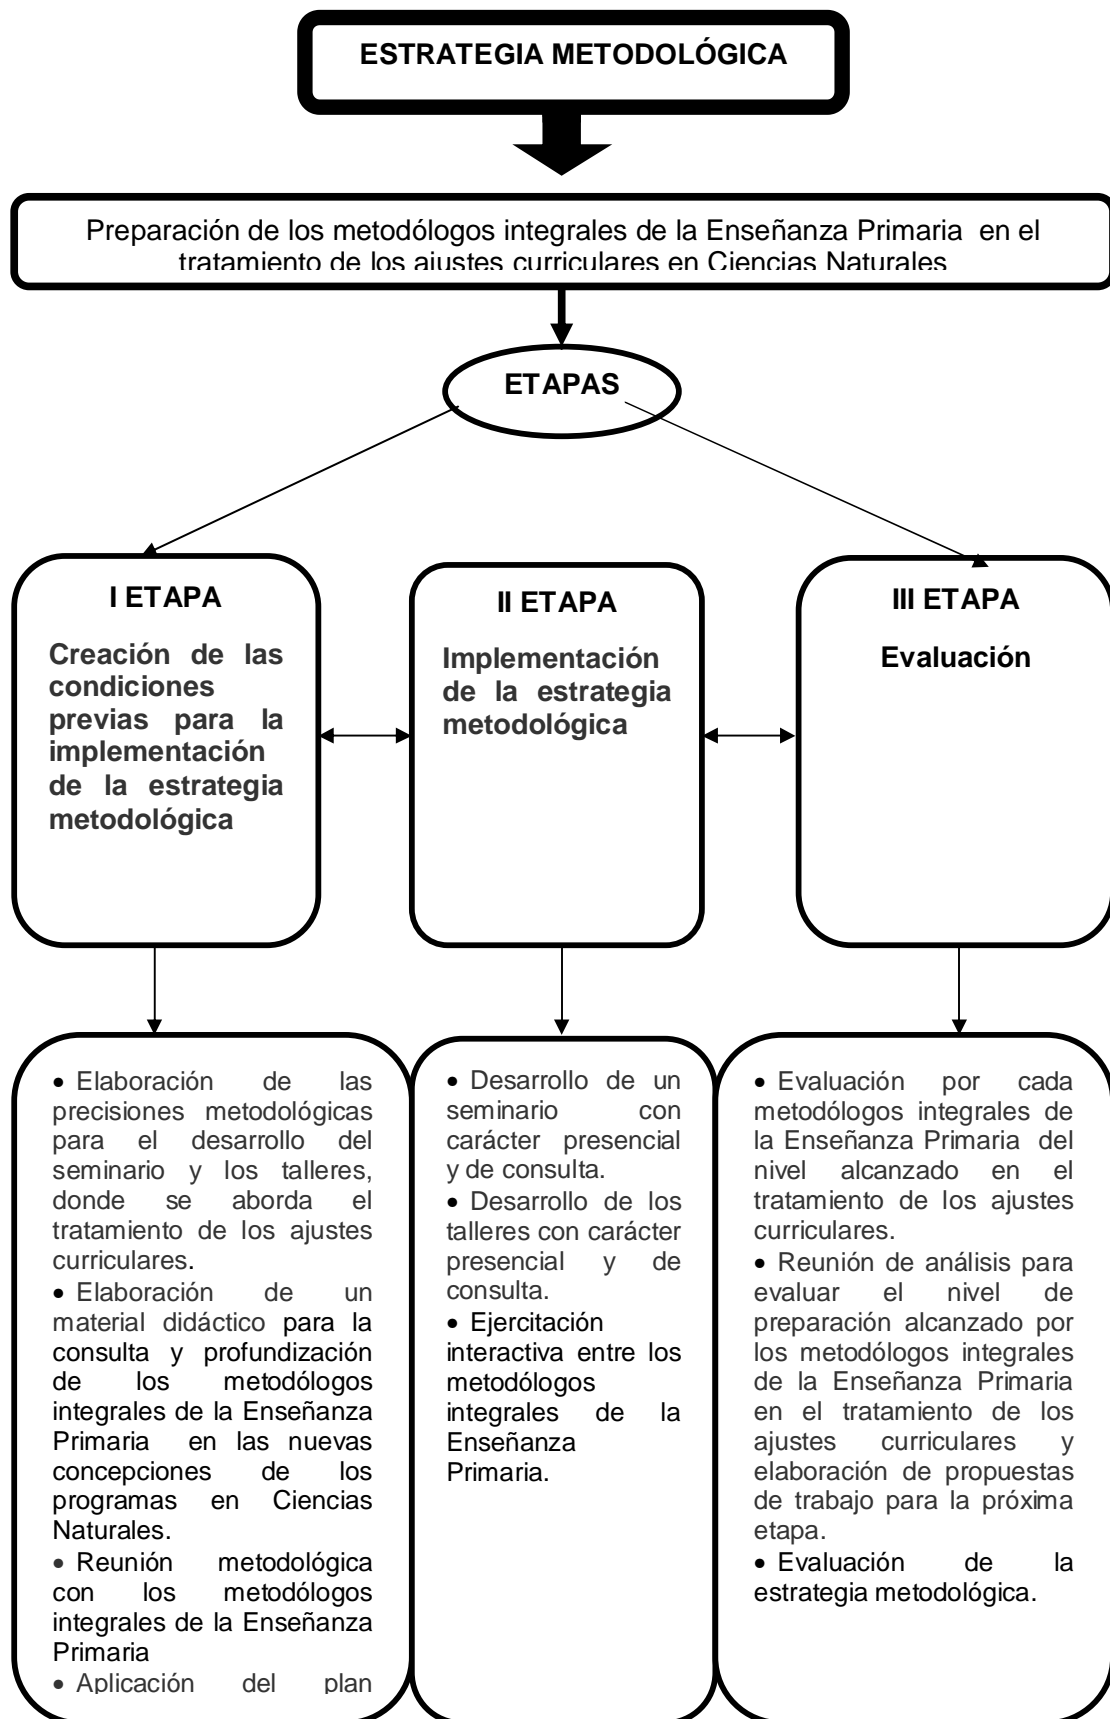 ESTRATEGIA METODOLÓGICA
Preparación de los metodólogos integrales de la Enseñanza Primaria en el
tratamiento de los ajustes curriculares en Ciencias Naturales
ETAPAS
I ETAPA
Creación de las
condiciones
previas para la
implementación
de la estrategia
metodológica
II ETAPA
Implementación
de la estrategia
metodológica
III ETAPA
Evaluación
• Elaboración de las
precisiones metodológicas
para el desarrollo del
seminario y los talleres,
donde se aborda el
tratamiento de los ajustes
curriculares.
• Elaboración de un
material didáctico para la
consulta y profundización
de los metodólogos
integrales de la Enseñanza
Primaria en las nuevas
concepciones de los
programas en Ciencias
Naturales.
• Reunión metodológica
con los metodólogos
integrales de la Enseñanza
Primaria
• Aplicación del plan
• Desarrollo de un
seminario con
carácter presencial
y de consulta.
• Desarrollo de los
talleres con carácter
presencial y de
consulta.
• Ejercitación
interactiva entre los
metodólogos
integrales de la
Enseñanza
Primaria.
• Evaluación por cada
metodólogos integrales de
la Enseñanza Primaria del
nivel alcanzado en el
tratamiento de los ajustes
curriculares.
• Reunión de análisis para
evaluar el nivel de
preparación alcanzado por
los metodólogos integrales
de la Enseñanza Primaria
en el tratamiento de los
ajustes curriculares y
elaboración de propuestas
de trabajo para la próxima
etapa.
• Evaluación de la
estrategia metodológica.